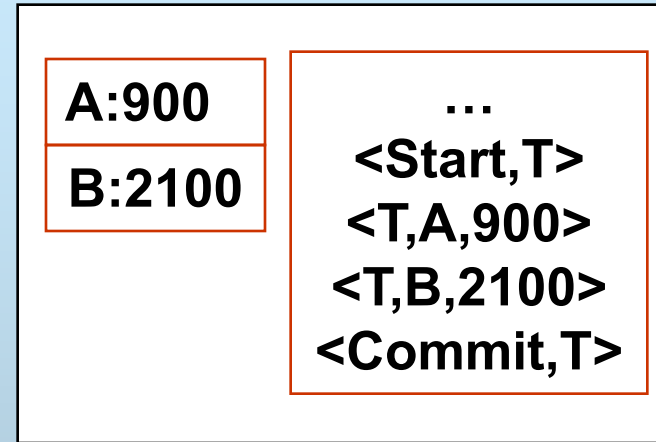 A:900
B:2100
…
<Start,T>
<T,A,900>
<T,B,2100>
<Commit,T>